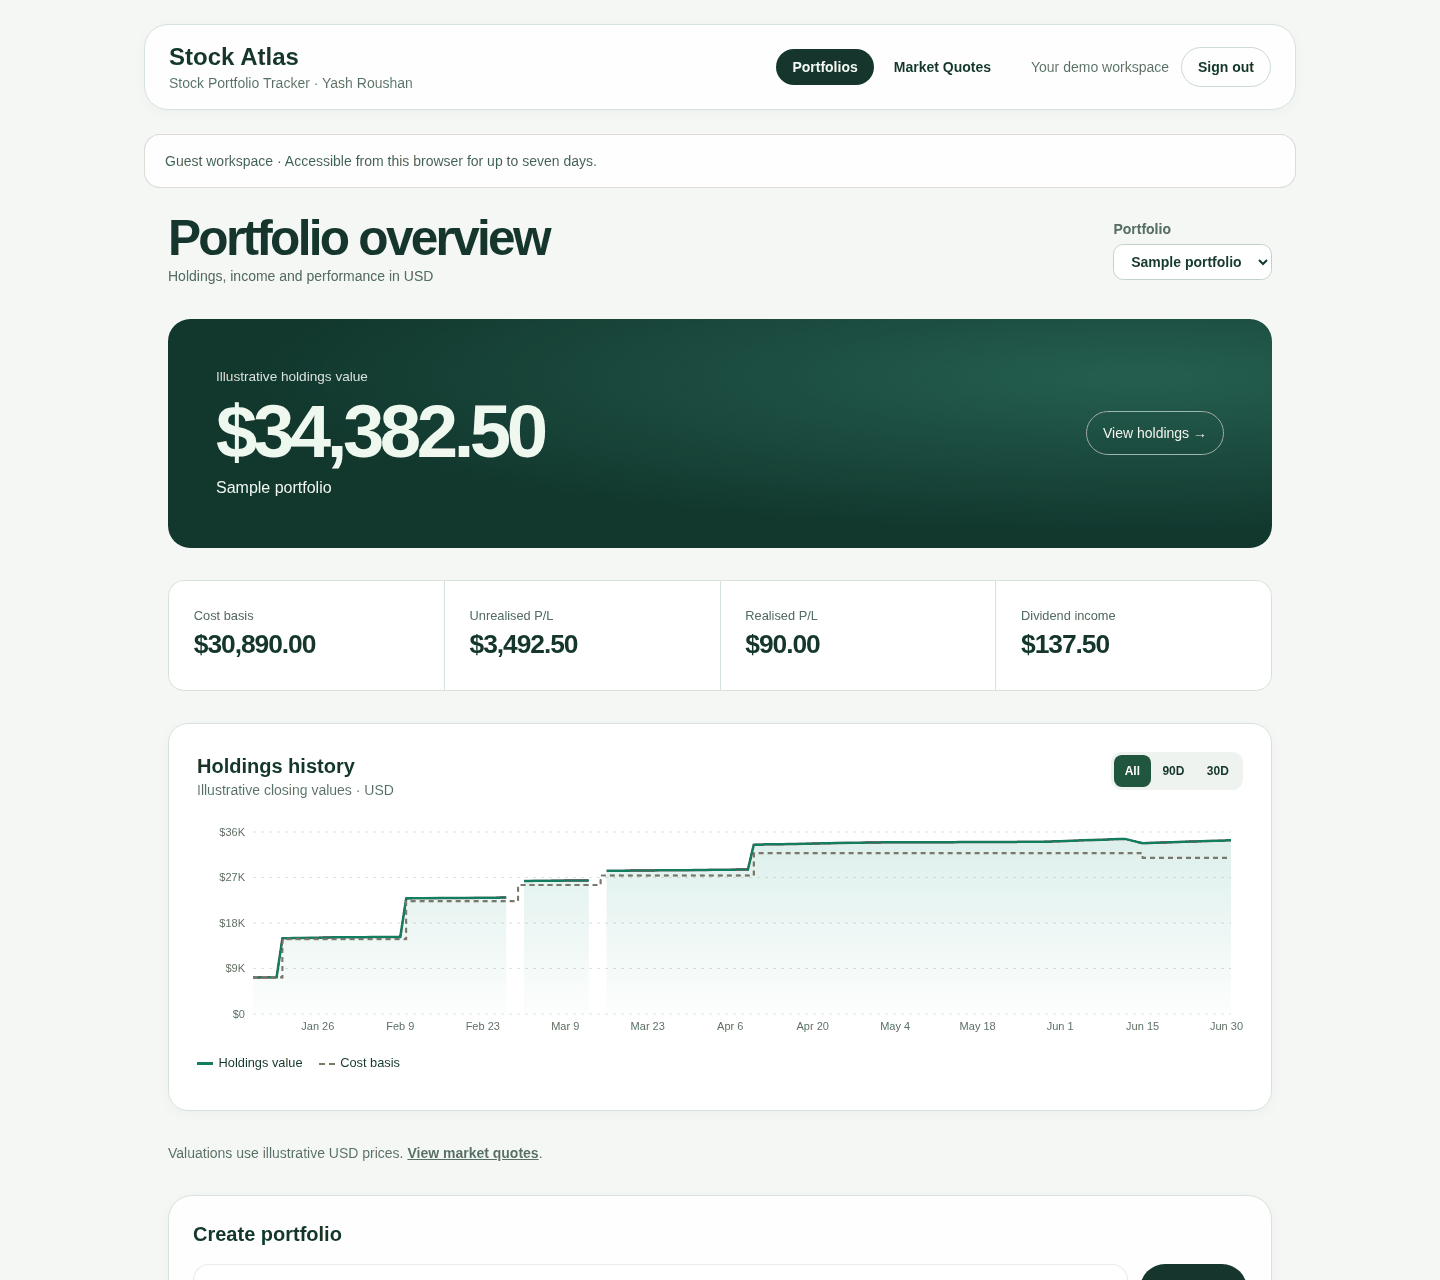 Stock Atlas
Stock Portfolio Tracker · Yash Roushan
Portfolios
Market Quotes
Your demo workspace
Sign out
Guest workspace · Accessible from this browser for up to seven days.
Portfolio overview
Holdings, income and performance in USD
Portfolio
Sample portfolio
Illustrative holdings value
$34,382.50
Sample portfolio
View holdings →
Cost basis
$30,890.00
Unrealised P/L
$3,492.50
Realised P/L
$90.00
Dividend income
$137.50
Holdings history
Illustrative closing values · USD
All
90D
30D
$36K
$27K
$18K
$9K
$0
Jan 26
Feb 9
Feb 23
Mar 9
Mar 23
Apr 6
Apr 20
May 4
May 18
Jun 1
Jun 15
Jun 30
Holdings value
Cost basis
Valuations use illustrative USD prices. View market quotes.
Create portfolio